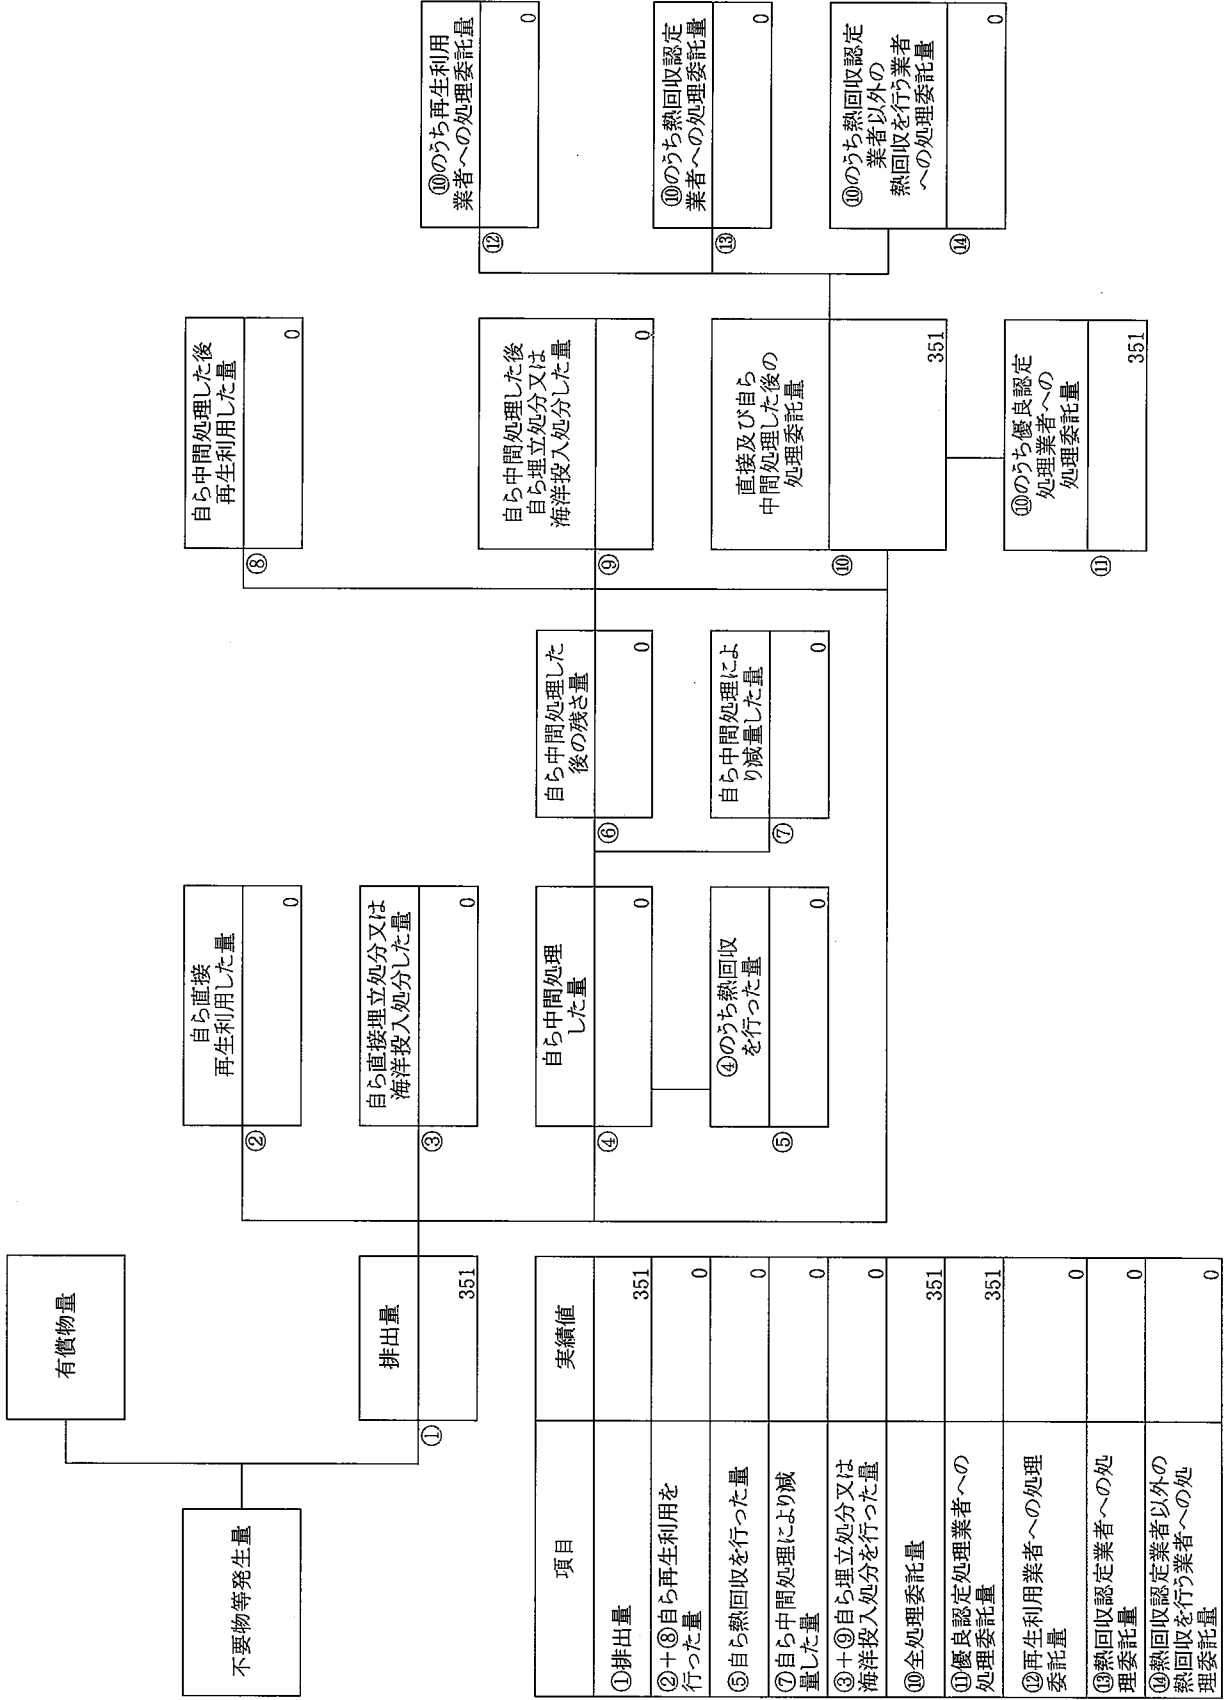 不要物等発生量
有償物量
①
排出量
351
②
自ら直接
再生利用した量
0
③
自ら直接埋立処分又は
海洋投入処分した量
0
④
自ら中間処理
した量
0
⑤
④のうち熱回収
を行った量
0
⑥
自ら中間処理した
後の残さ量
0
⑦
自ら中間処理によ
り減量した量
0
⑧
自ら中間処理した後
再生利用した量
0
⑨
自ら中間処理した後
自ら埋立処分又は
海洋投入処分した量
0
⑩
直接及び自ら
中間処理した後の
処理委託量
351
⑪
⑩のうち優良認定
処理業者への
処理委託量
351
⑫
⑩のうち再生利用
業者への処理委託量
0
⑬
⑩のうち熱回収認定
業者への処理委託量
0
⑭
⑩のうち熱回収認定
業者以外の
熱回収を行う業者
への処理委託量
0
項目
実績値
①排出量
351
②+⑧自ら再生利用を
行った量
0
⑤自ら熱回収を行った量
0
⑦自ら中間処理により減
量した量
0
③+⑨自ら埋立処分又は
海洋投入処分を行った量
0
⑩全処理委託量
351
⑪優良認定処理業者への
処理委託量
351
⑫再生利用業者への処理
委託量
0
⑬熱回収認定業者への処
理委託量
0
⑭熱回収認定業者以外の
熱回収を行う業者への処
理委託量
0